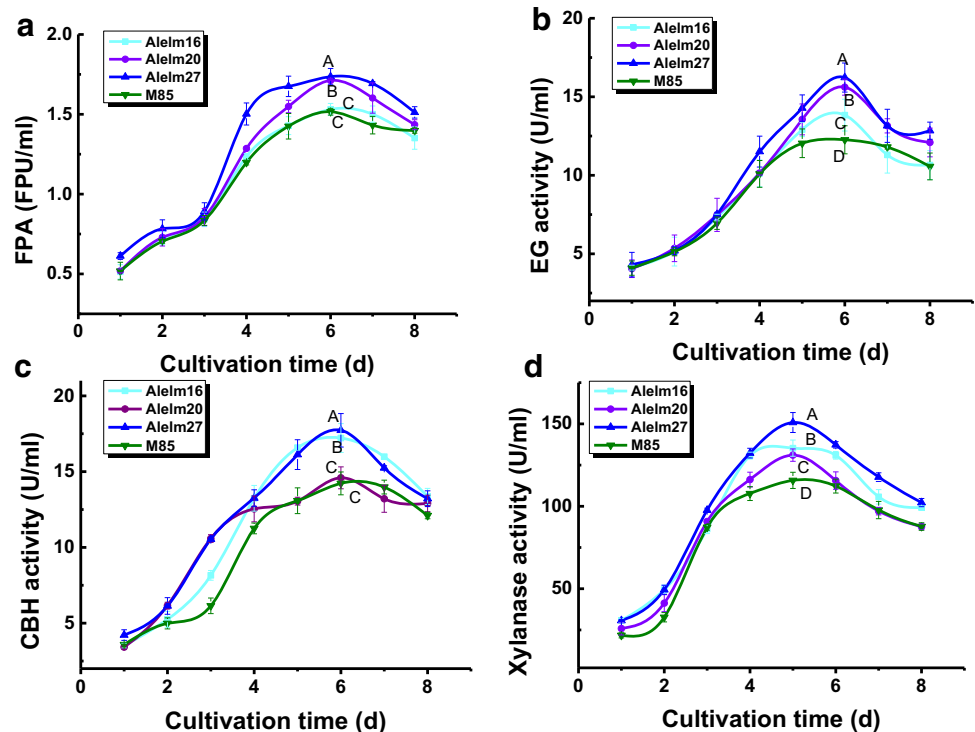 a
2.0
1.5
1.0
0.5
FPA (FPU/ml)
Alelm16
Alelm20
Alelm27
M85
A
B
C
C
0 2 4 6 8
Cultivation time (d)
b
20
15
10
5
EG activity (U/ml)
Alelm16
Alelm20
Alelm27
M85
A
B
C
D
0 2 4 6 8
Cultivation time (d)
c
20
15
10
5
CBH activity (U/ml)
Alelm16
Alelm20
Alelm27
M85
A
B
C
C
0 2 4 6 8
Cultivation time (d)
d
150
100
50
Xylanase activity (U/ml)
Alelm16
Alelm20
Alelm27
M85
A
B
C
D
0 2 4 6 8
Cultivation time (d)